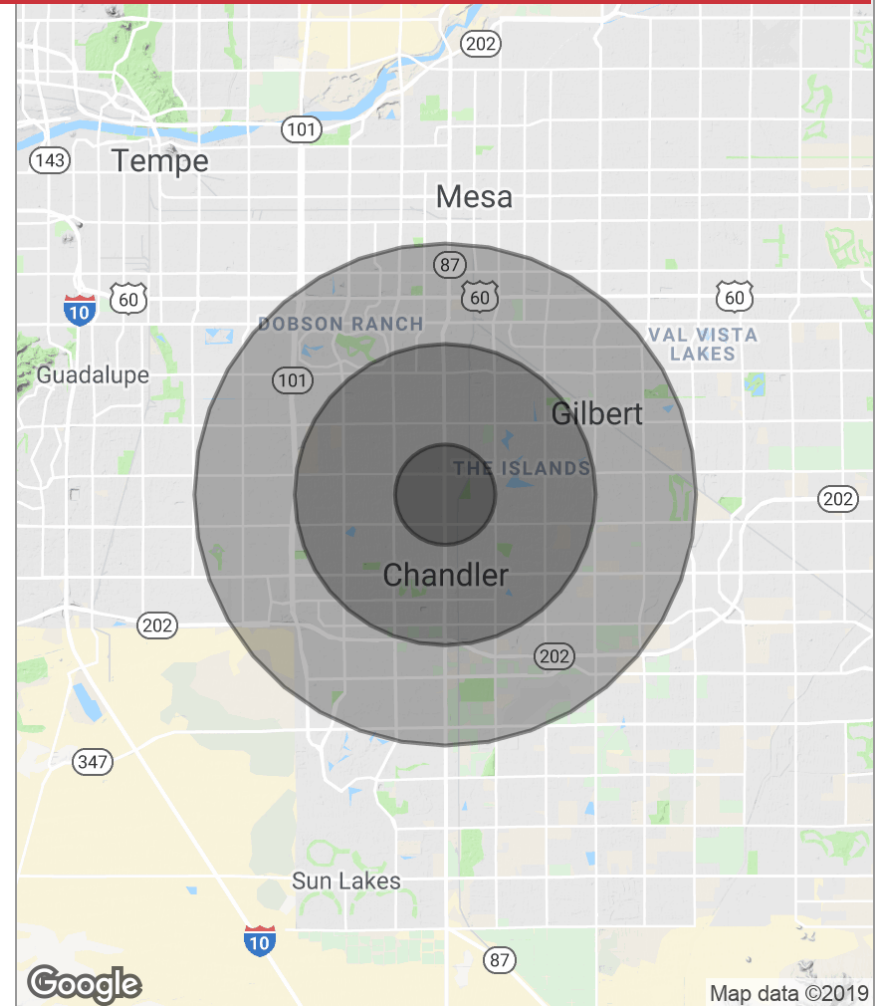 202
101
143
Tempe
Mesa
87
60
60
60
10
DOBSON RANCH
VAL VISTA
LAKES
Guadalupe
101
Gilbert
THE ISLANDS
202
Chandler
202
202
347
Sun Lakes
10
87
Google
Map data ©2019